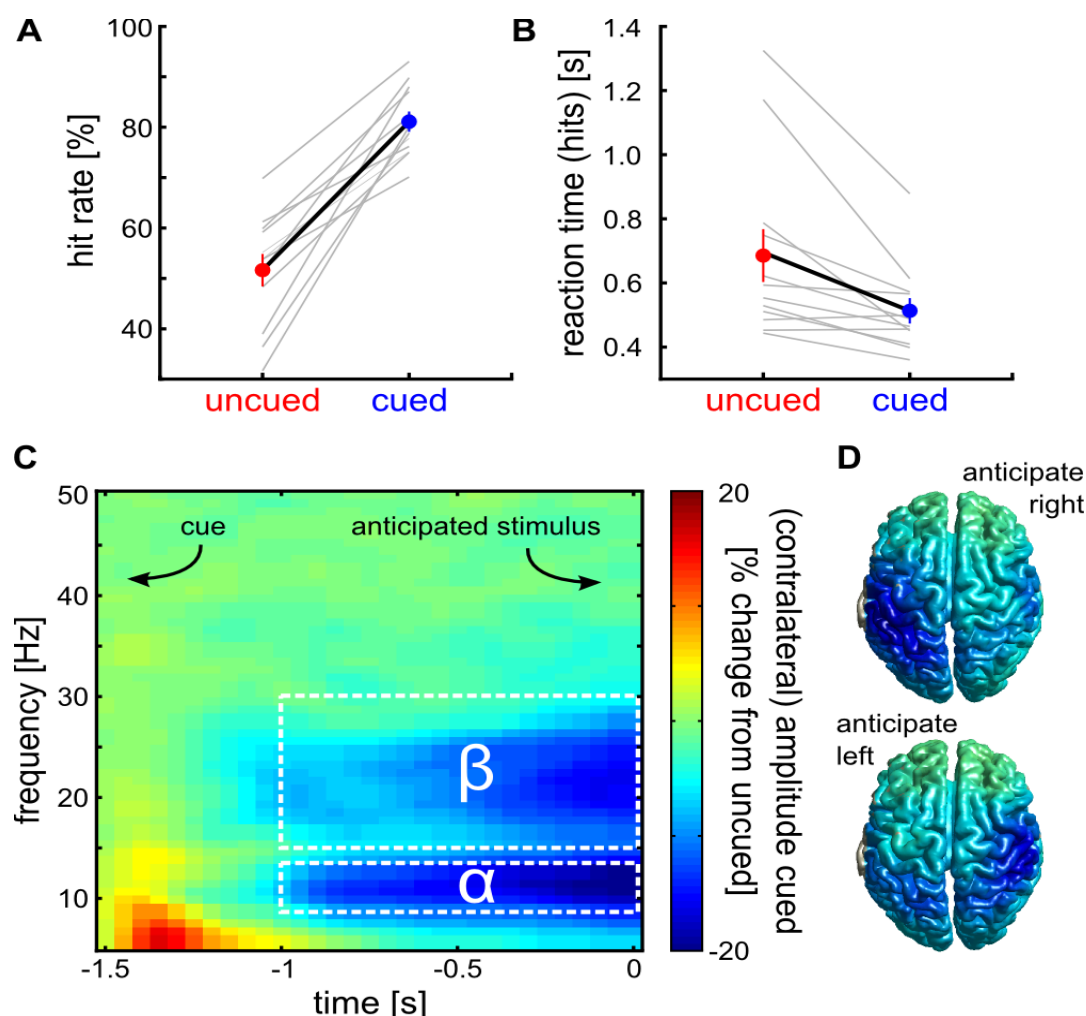 A
100
80
60
40
hit rate [%]
uncued
cued
B
1.4
1.2
1.0
0.8
0.6
0.4
reaction time (hits) [s]
uncued
cued
C
50
40
30
20
10
frequency [Hz]
cue
anticipated stimulus
β
α
-1.5
-1
-0.5
0
time [s]
20
-20
(contralateral) amplitude cued
[% change from uncued]
D
anticipate
right
anticipate
left